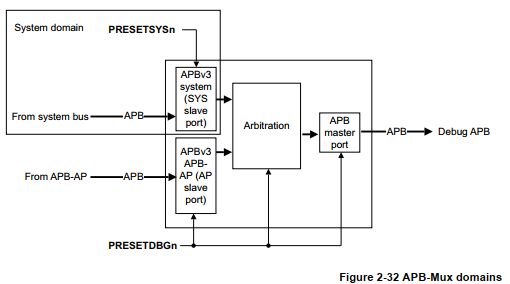 System domain
PRESETSYSn
APBv3
system
(SYS
slave
port)
From system bus
APB
Arbitration
APB
master
port
APB
Debug APB
APBv3
APB-
AP (AP
slave
port)
From APB-AP
APB
PRESETDBGn
Figure 2-32 APB-Mux domains